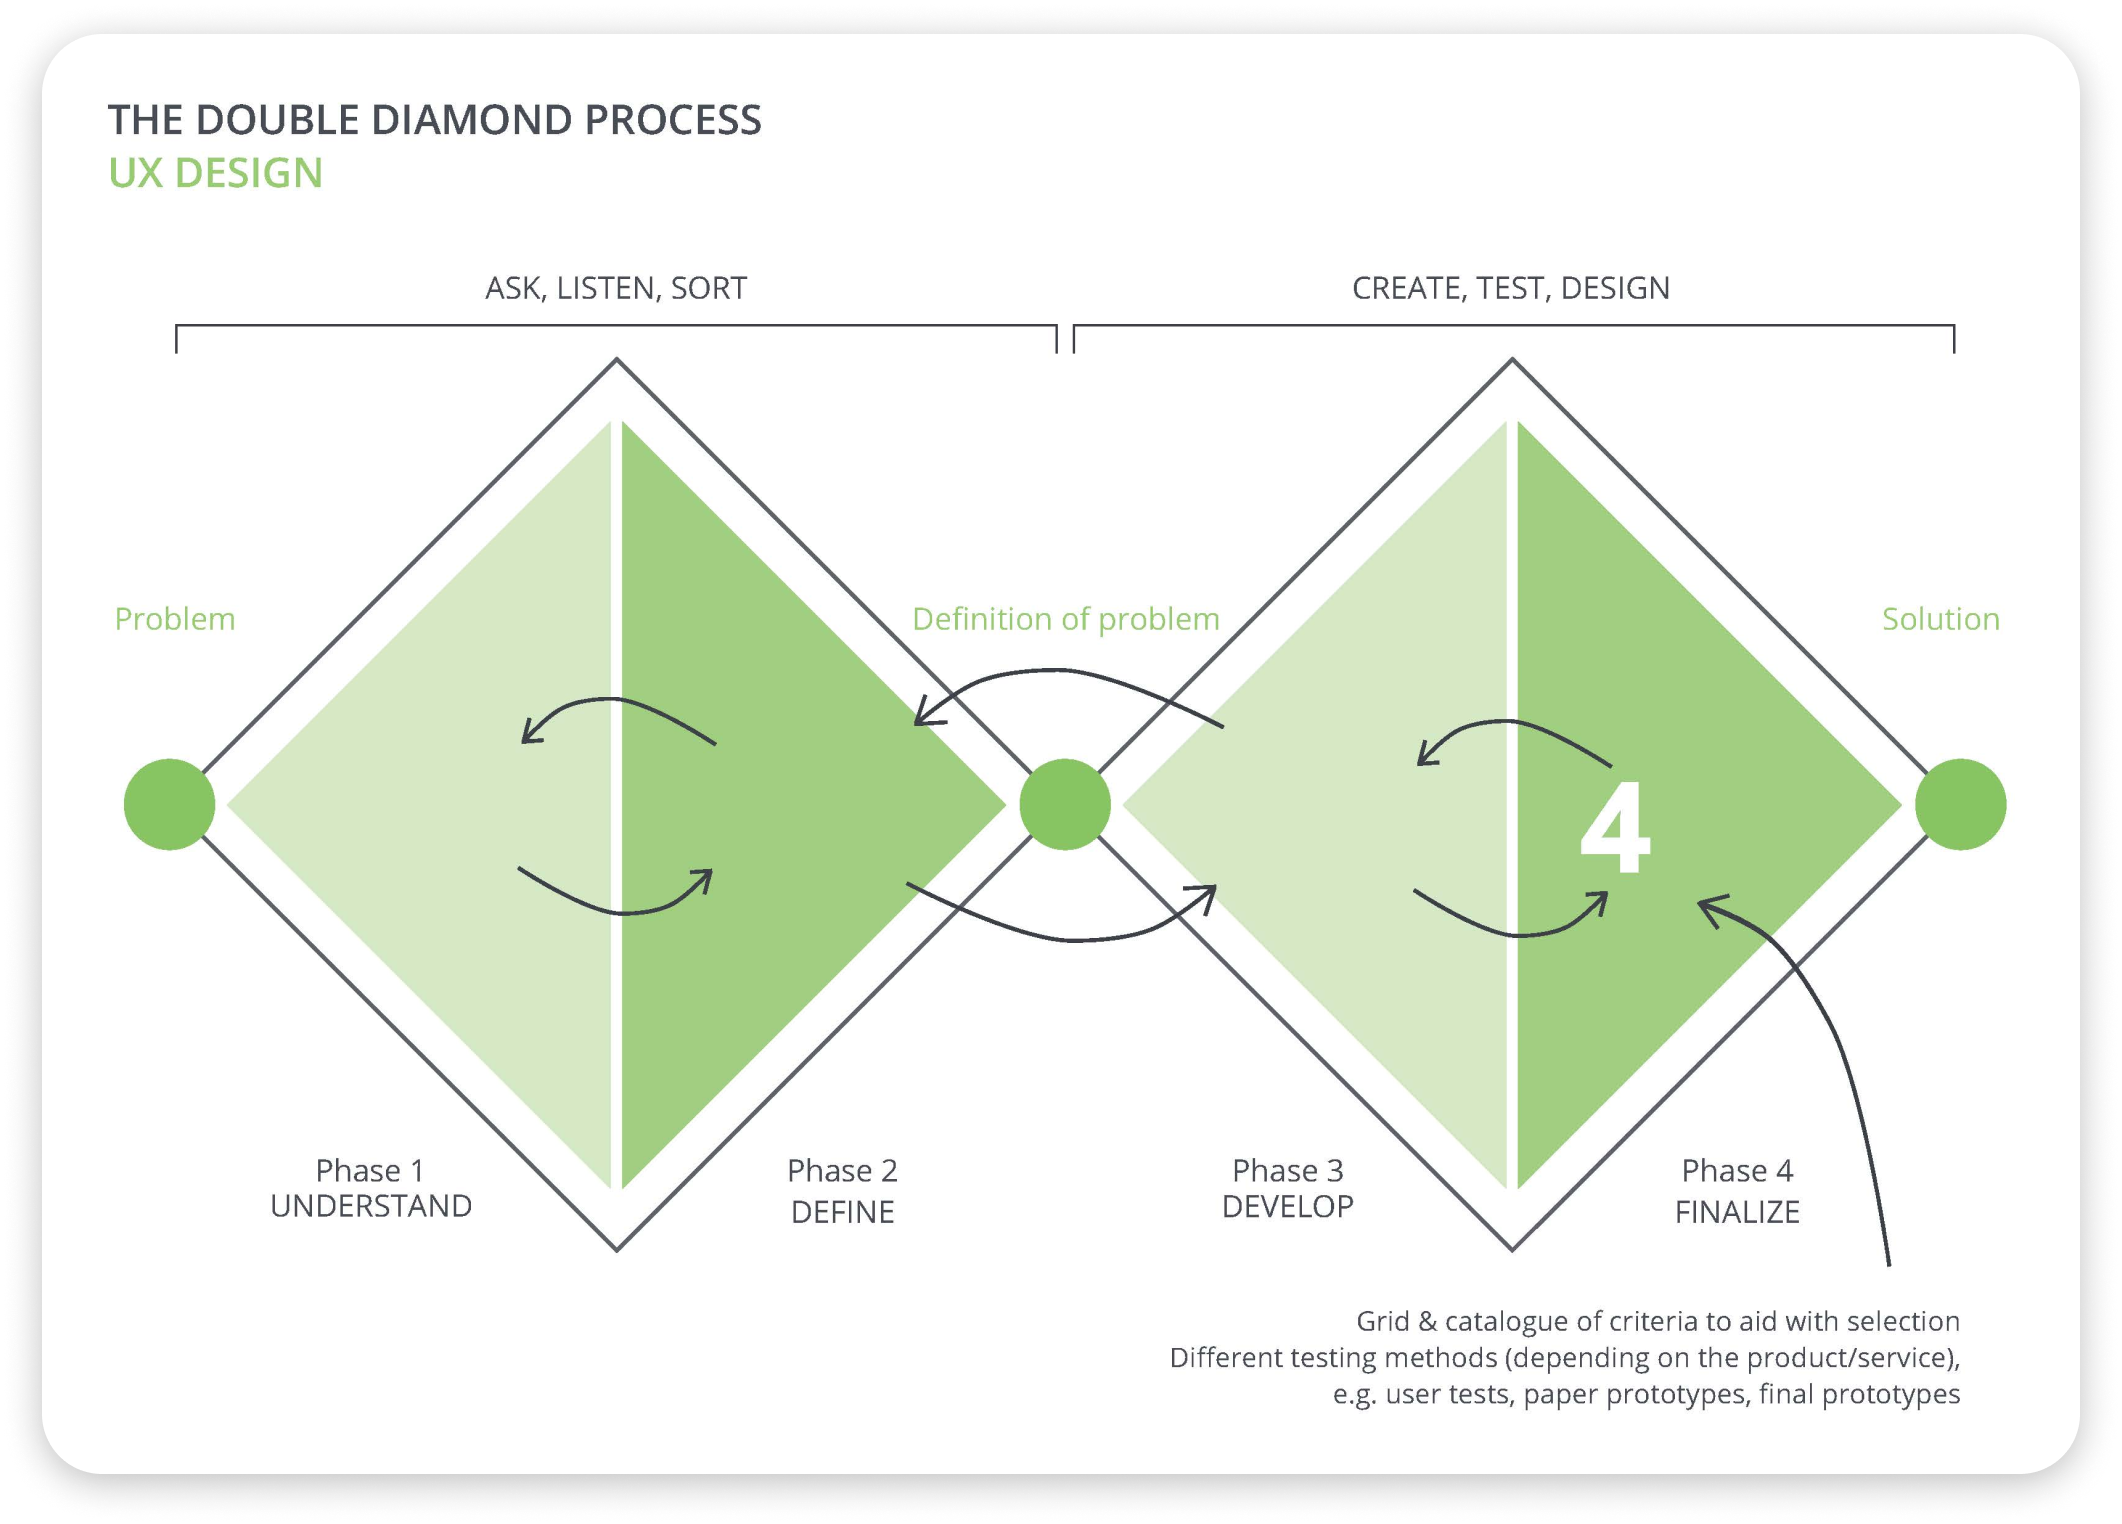 THE DOUBLE DIAMOND PROCESS
UX DESIGN
ASK, LISTEN, SORT
CREATE, TEST, DESIGN
Problem
Definition of problem
Solution
4
Phase 1
UNDERSTAND
Phase 2
DEFINE
Phase 3
DEVELOP
Phase 4
FINALIZE
Grid & catalogue of criteria to aid with selection
Different testing methods (depending on the product/service),
e.g. user tests, paper prototypes, final prototypes